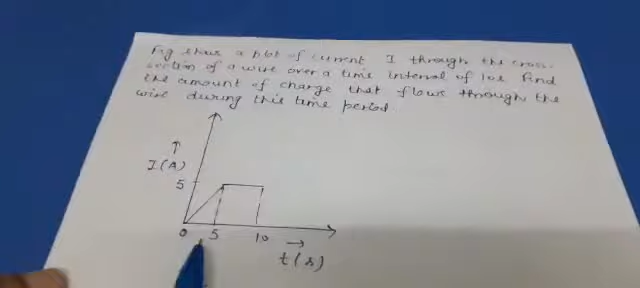 Fig shows a plot of current I through the cross-
section of a wire over a time interval of 10s Find
the amount of charge that flows through the
wire during this time period.
↑
I(A)
5
0 5 10 →
t(s)